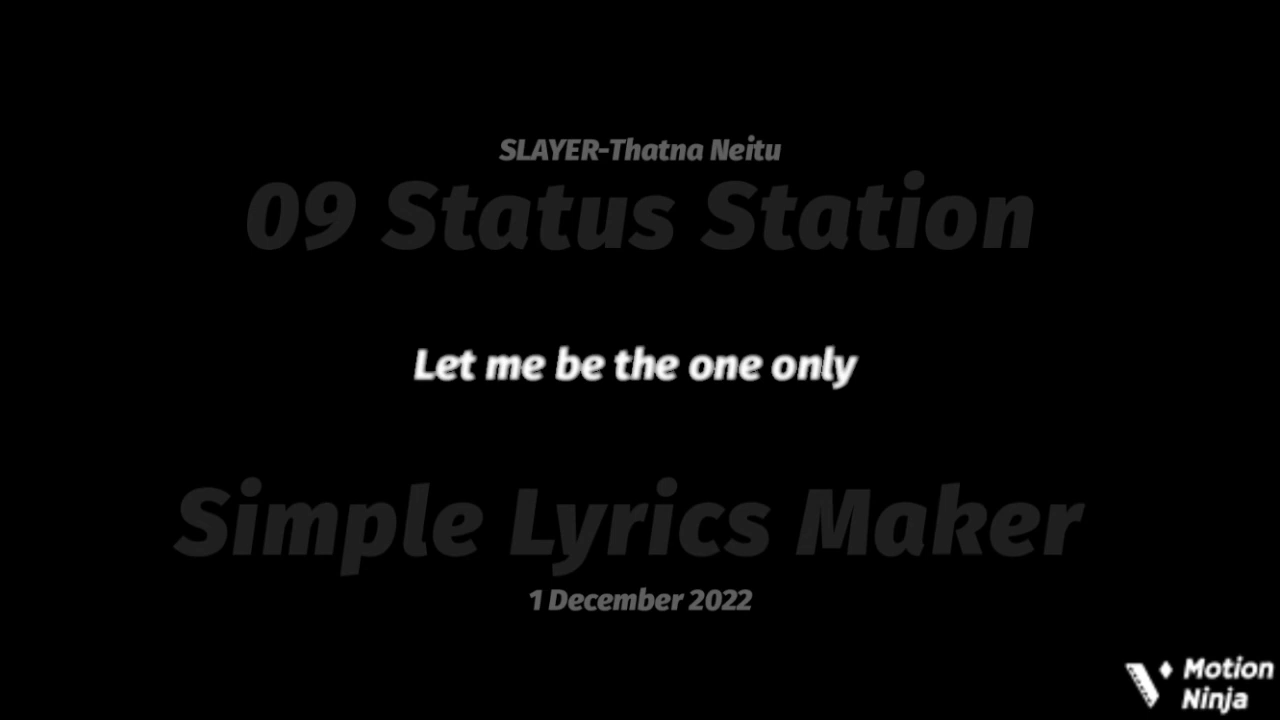 SLAYER-Thatna Neitu
09 Status Station
Let me be the one only
Simple Lyrics Maker
1 December 2022
Motion
Ninja